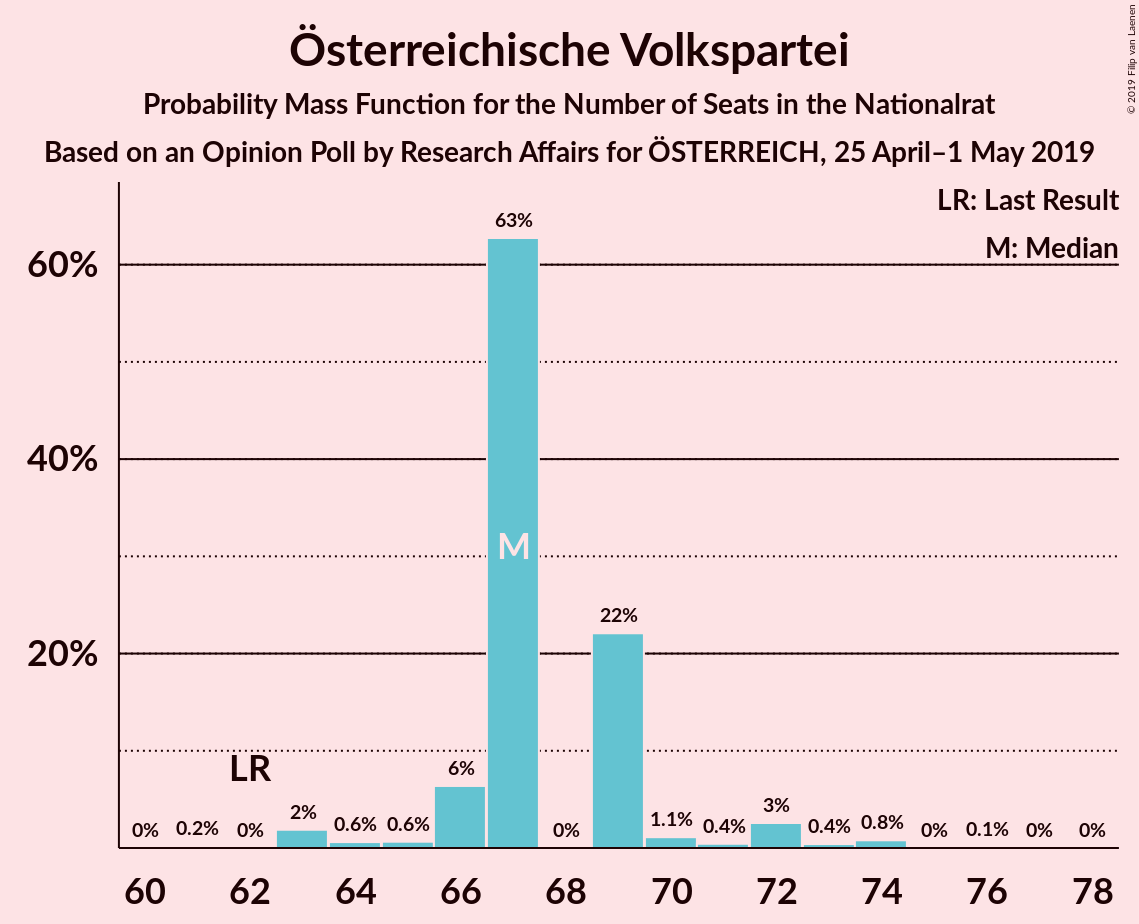 Österreichische Volkspartei
Probability Mass Function for the Number of Seats in the Nationalrat
Based on an Opinion Poll by Research Affairs for ÖSTERREICH, 25 April–1 May 2019
© 2019 Filip van Laenen
LR: Last Result
M: Median
60%
40%
20%
0%
0.2%
0%
LR
2%
0.6%
0.6%
6%
63%
M
0%
22%
1.1%
0.4%
3%
0.4%
0.8%
0%
0.1%
0%
0%
60 62 64 66 68 70 72 74 76 78